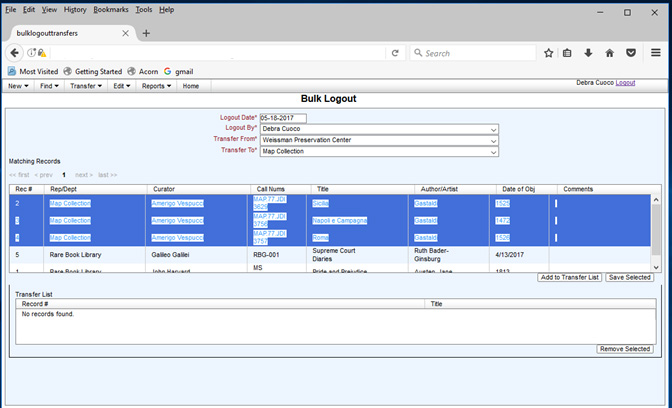 File Edit View History Bookmarks Tools Help
bulklogouttransfers
Search
Most Visited Getting Started Acorn gmail
Debra Cuoco Logout
New Find Transfer Edit Reports Home
Bulk Logout
Logout Date* 05-18-2017
Logout By* Debra Cuoco
Transfer From* Weissman Preservation Center
Transfer To* Map Collection
Matching Records
<< first < prev 1 next > last >>
Rec # Rep/Dept Curator Call Nums Title Author/Artist Date of Obj Comments
2 Map Collection Amerigo Vespucci MAP.77.JDI 3629 Sicilia Gastaldi 1525
3 Map Collection Amerigo Vespucci MAP.77.JDI 3756 Napoli e Campagna Gastaldi 1472
4 Map Collection Amerigo Vespucci MAP.77.JDI 3757 Roma Gastaldi 1526
5 Rare Book Library Galileo Galilei RBG-001 Supreme Court Diaries Ruth Bader-Ginsburg 4/13/2017
1 Rare Book Library John Harvard MS Pride and Prejudice Austen, Jane 1813
Add to Transfer List Save Selected
Transfer List
Record # Title
No records found.
Remove Selected